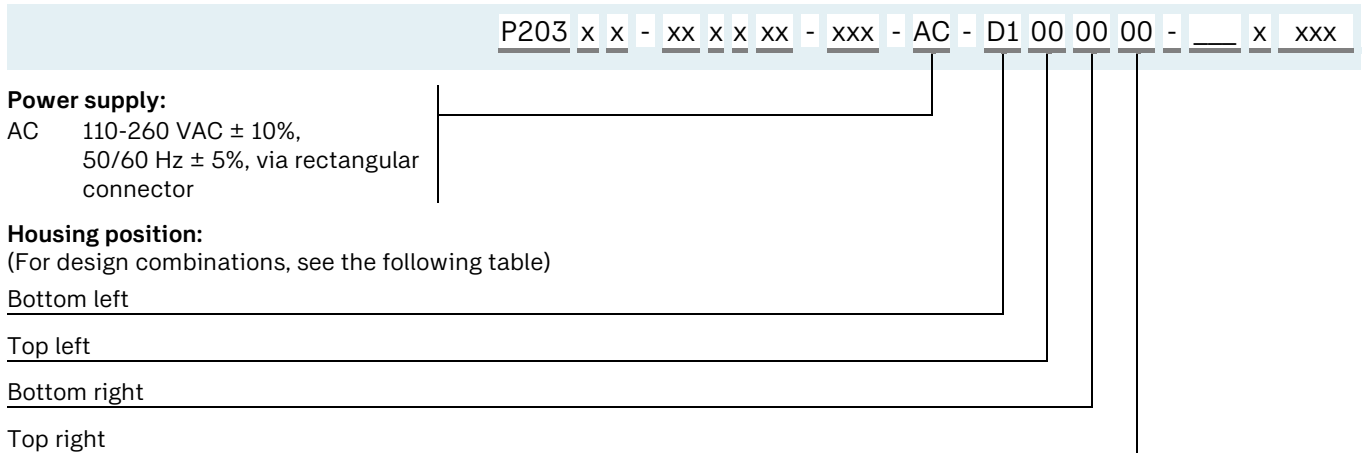 P203 x x - xx x x xx - xxx - AC - D1 00 00 00 - ___ x xxx
Power supply:
AC 110-260 VAC ± 10%,
50/60 Hz ± 5%, via rectangular
connector
Housing position:
(For design combinations, see the following table)
Bottom left
Top left
Bottom right
Top right